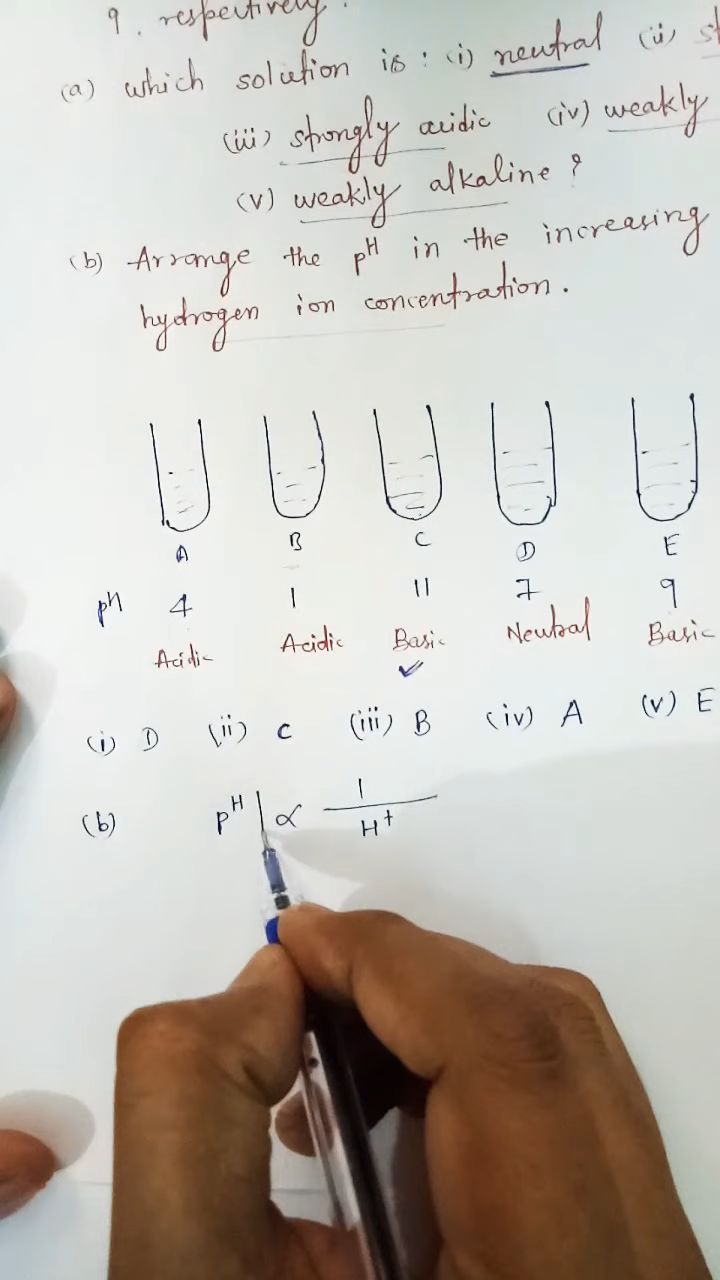 9. respectively.
(a) which solution is : (i) neutral (ii) st
(iii) strongly acidic (iv) weakly
(v) weakly alkaline ?
(b) Arrange the pH in the increasing
hydrogen ion concentration.
A B C D E
pH 4 1 11 7 9
Acidic Acidic Basic Neutral Basic
(i) D (ii) C (iii) B (iv) A (v) E
(b) pH ∝ 1
H+